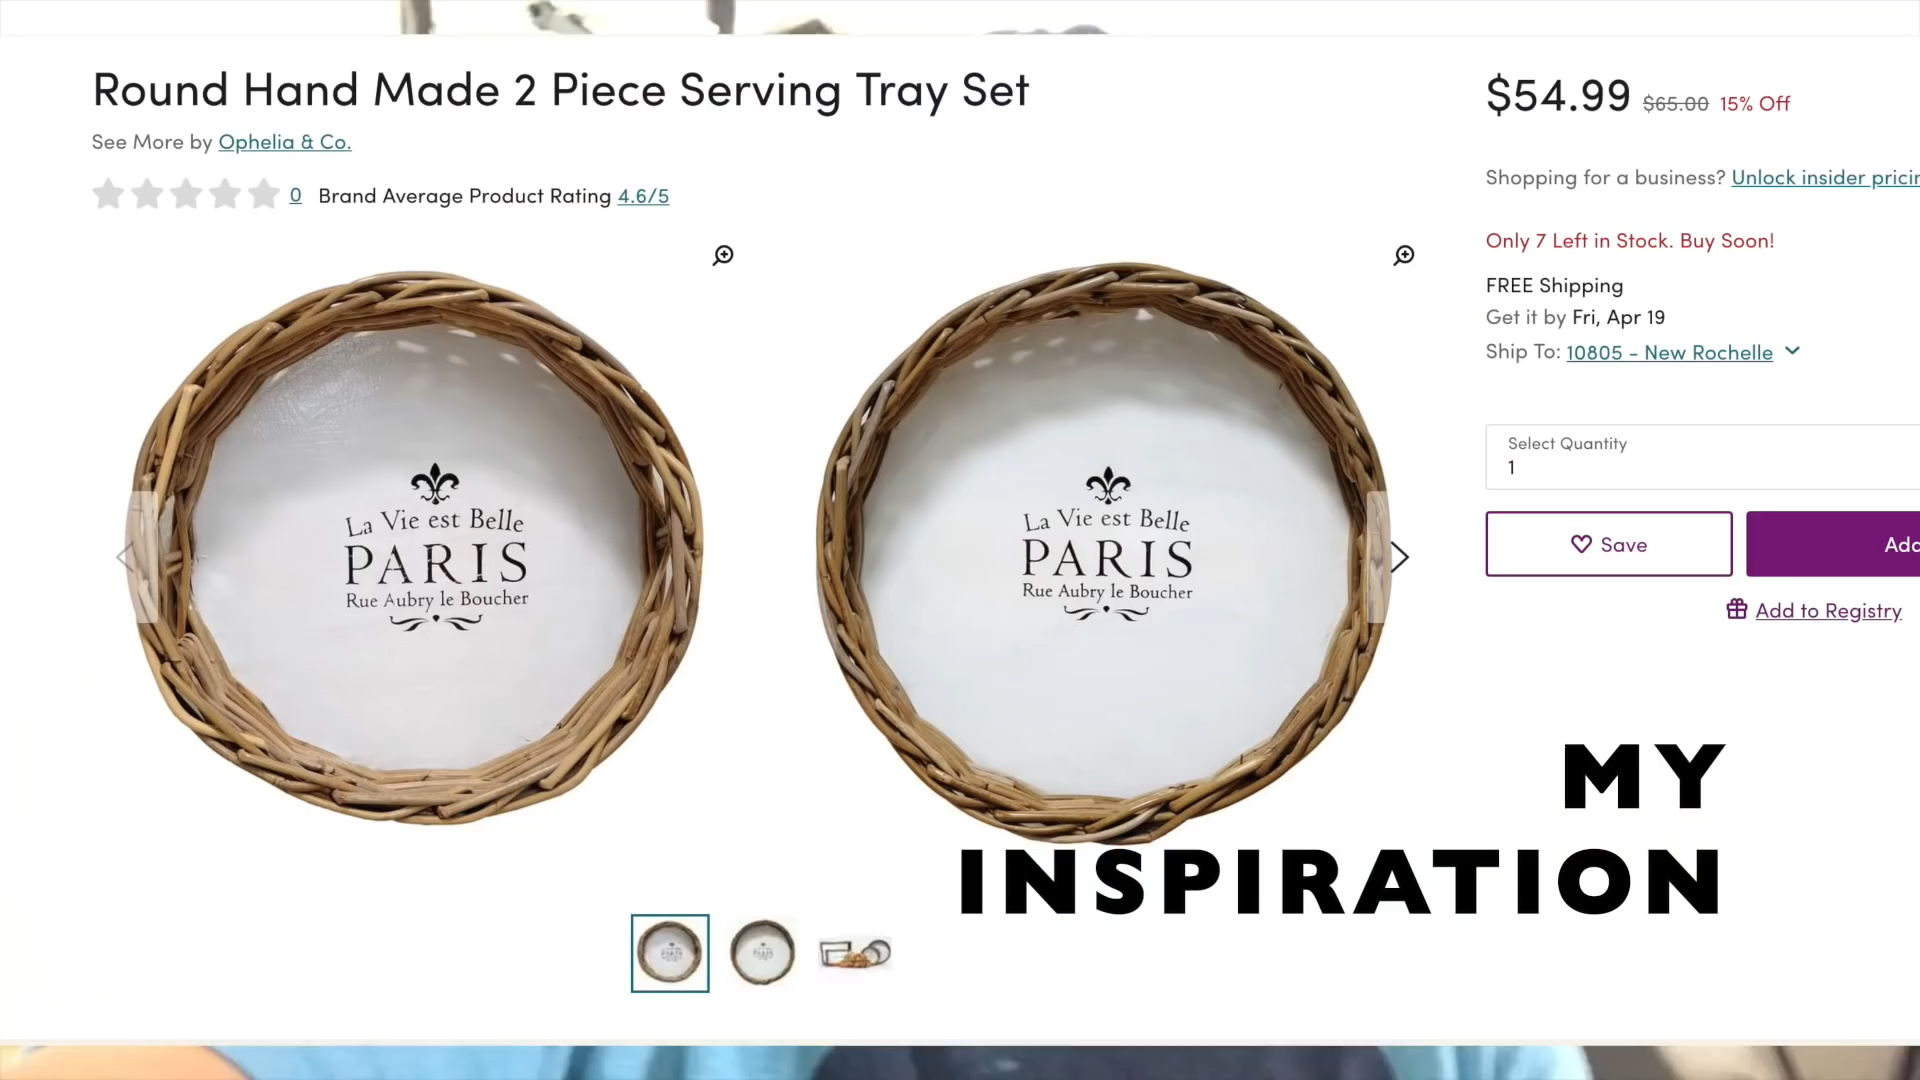 Round Hand Made 2 Piece Serving Tray Set
See More by Ophelia & Co.
0 Brand Average Product Rating 4.6/5
La Vie est Belle
PARIS
Rue Aubry le Boucher
La Vie est Belle
PARIS
Rue Aubry le Boucher
$54.99 $65.00 15% Off
Shopping for a business? Unlock insider pricin
Only 7 Left in Stock. Buy Soon!
FREE Shipping
Get it by Fri, Apr 19
Ship To: 10805 - New Rochelle
Select Quantity
1
Save
Add
Add to Registry
MY
INSPIRATION